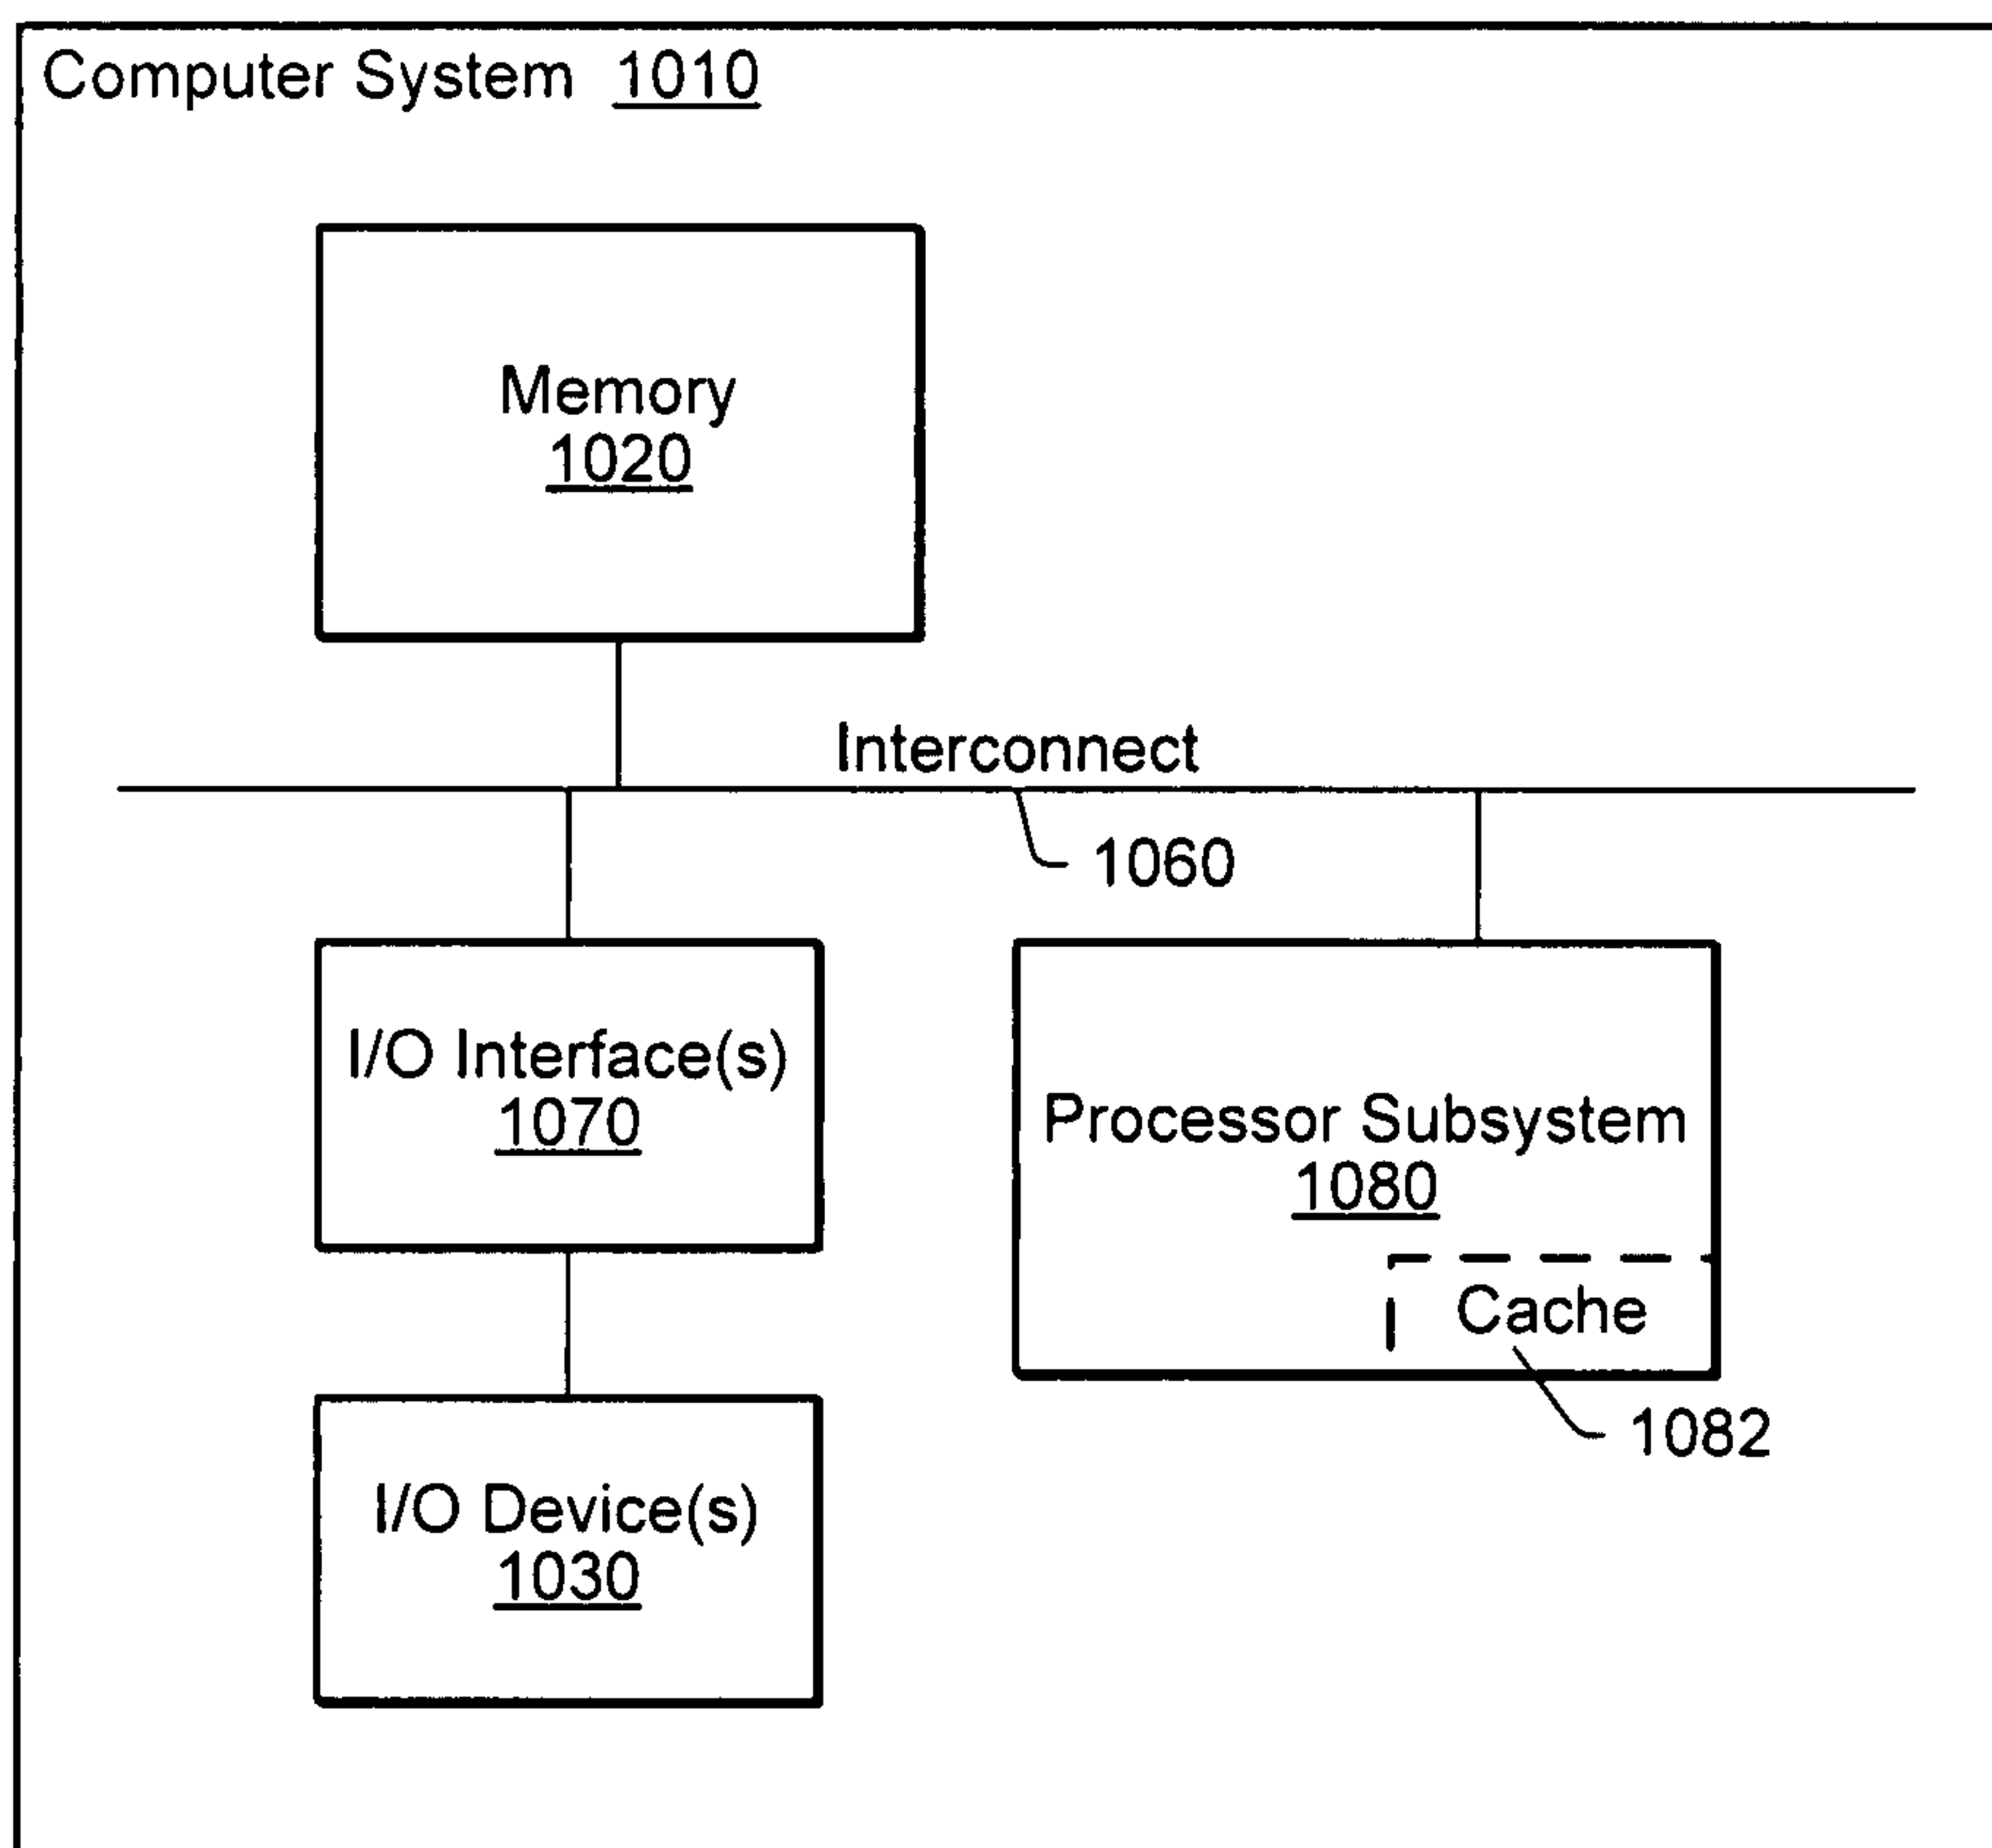 Computer System 1010
Memory
1020
Interconnect
1060
I/O Interface(s)
1070
Processor Subsystem
1080
Cache
1082
I/O Device(s)
1030